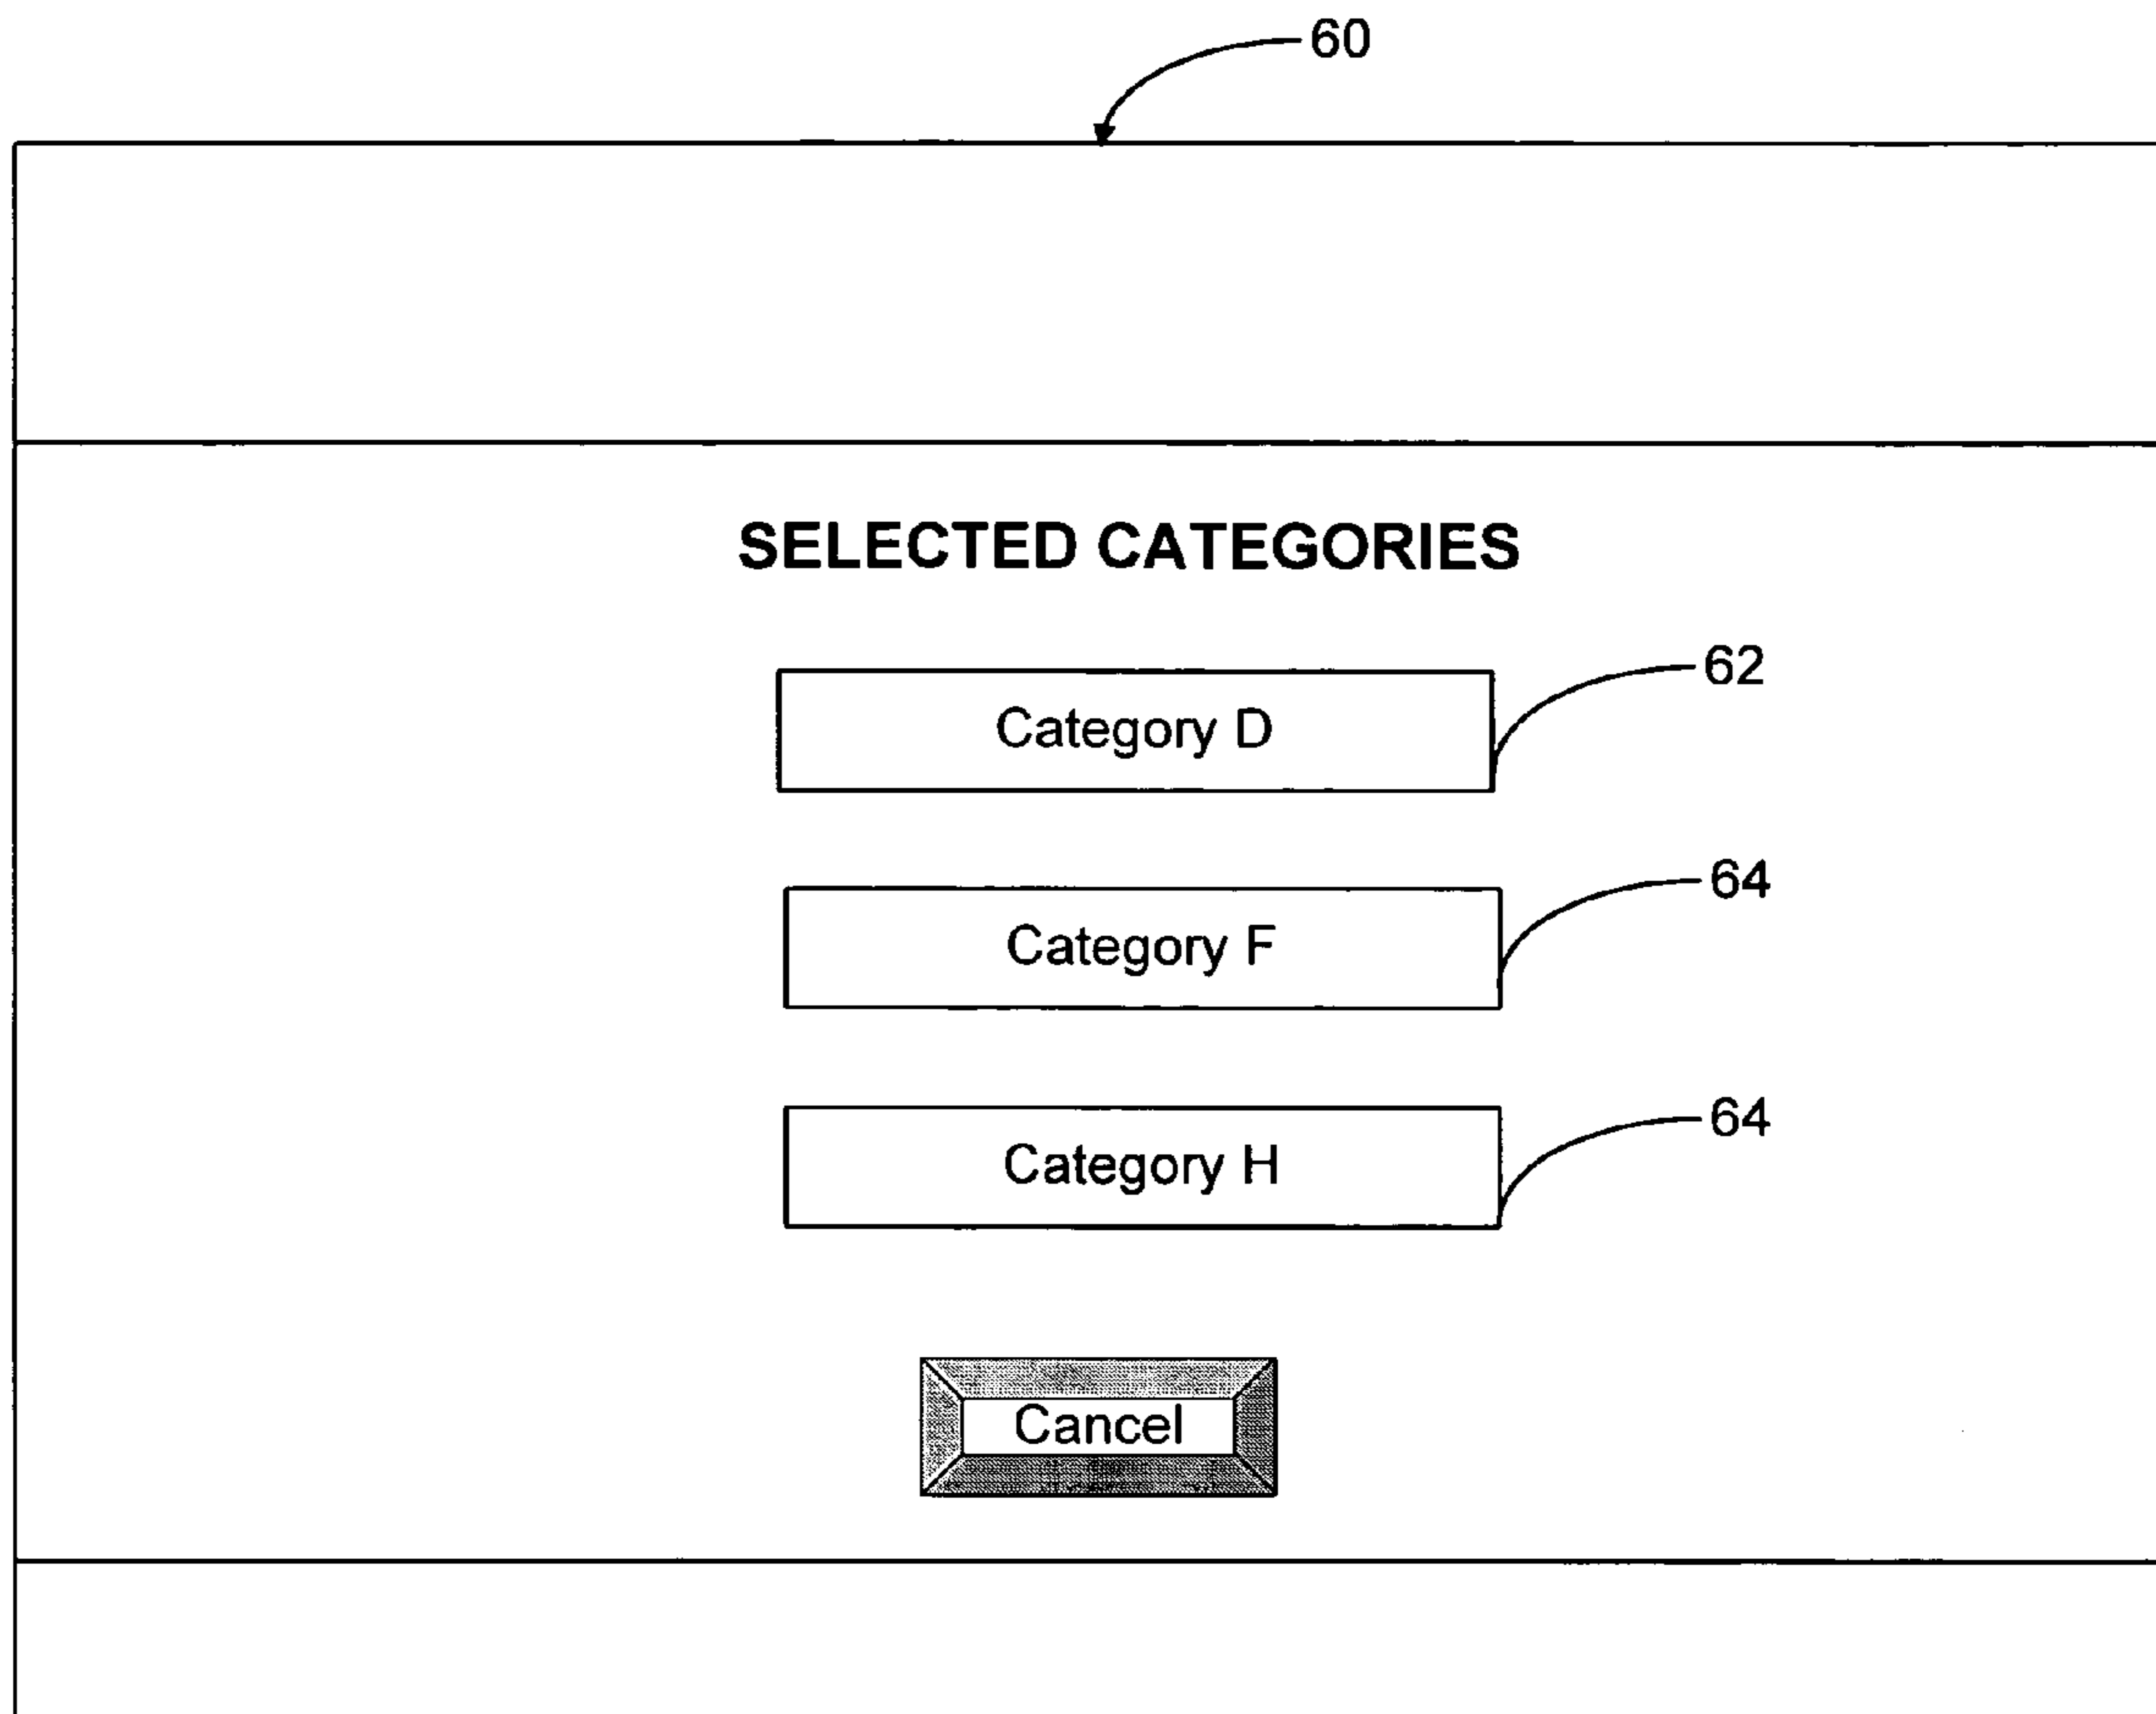 60
SELECTED CATEGORIES
62
Category D
64
Category F
64
Category H
Cancel